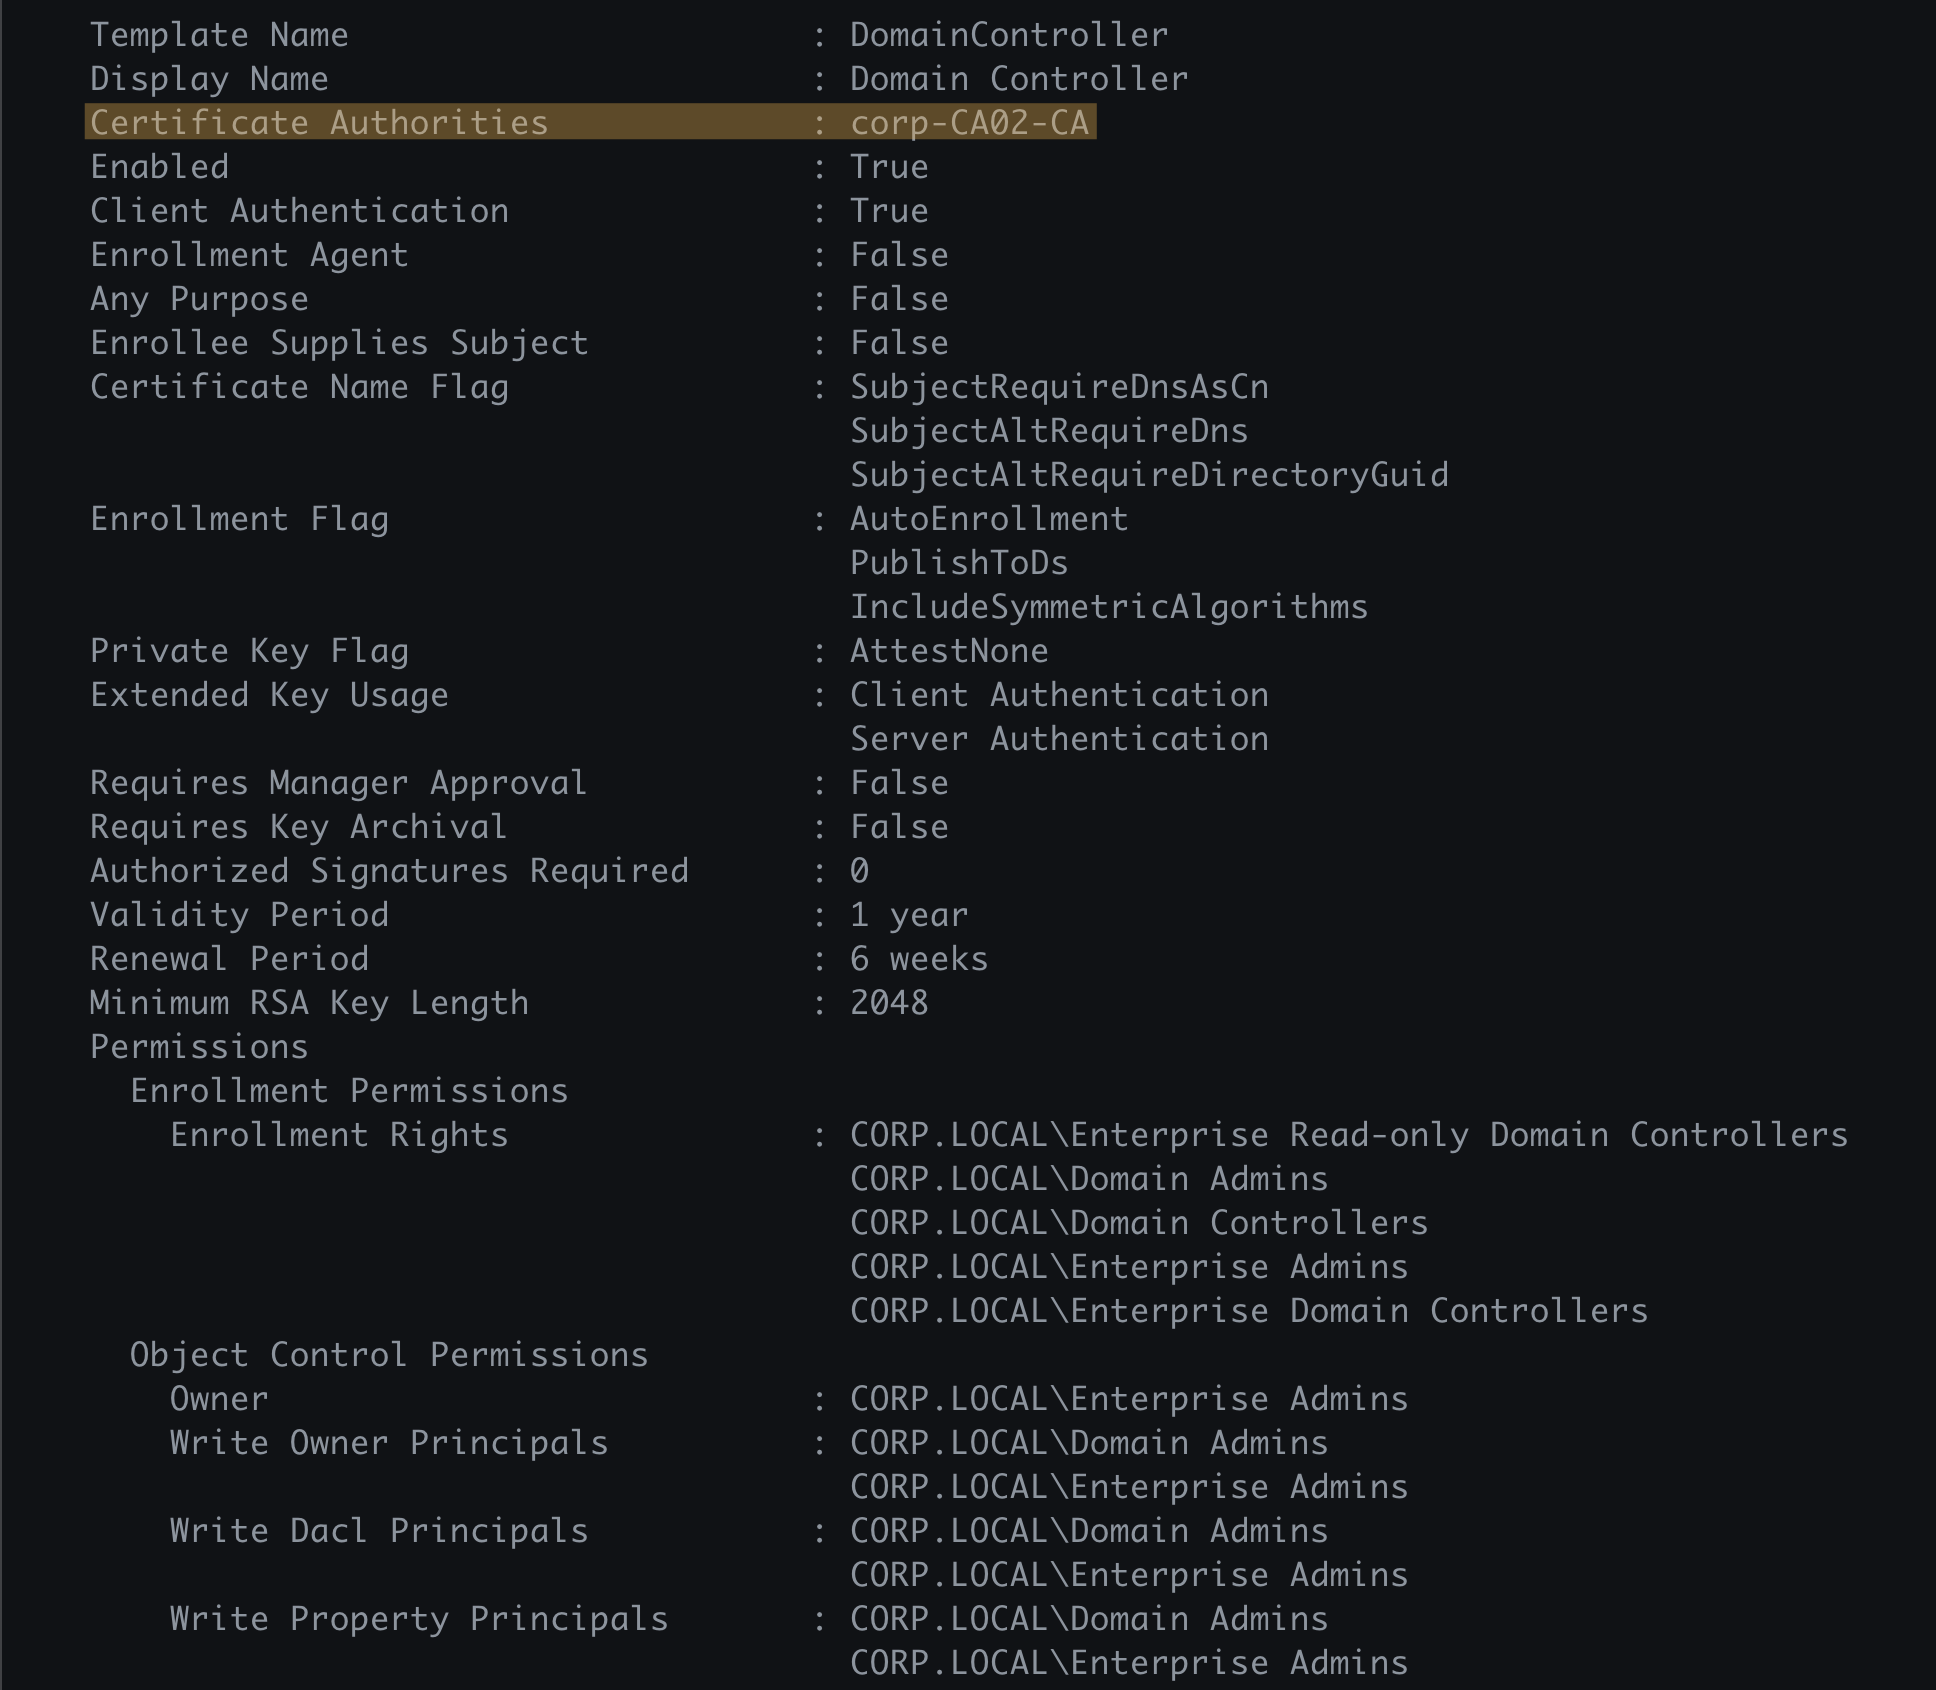 Template Name : DomainController
Display Name : Domain Controller
Certificate Authorities : corp-CA02-CA
Enabled : True
Client Authentication : True
Enrollment Agent : False
Any Purpose : False
Enrollee Supplies Subject : False
Certificate Name Flag : SubjectRequireDnsAsCn
SubjectAltRequireDns
SubjectAltRequireDirectoryGuid
Enrollment Flag : AutoEnrollment
PublishToDs
IncludeSymmetricAlgorithms
Private Key Flag : AttestNone
Extended Key Usage : Client Authentication
Server Authentication
Requires Manager Approval : False
Requires Key Archival : False
Authorized Signatures Required : 0
Validity Period : 1 year
Renewal Period : 6 weeks
Minimum RSA Key Length : 2048
Permissions
Enrollment Permissions
Enrollment Rights : CORP.LOCAL\Enterprise Read-only Domain Controllers
CORP.LOCAL\Domain Admins
CORP.LOCAL\Domain Controllers
CORP.LOCAL\Enterprise Admins
CORP.LOCAL\Enterprise Domain Controllers
Object Control Permissions
Owner : CORP.LOCAL\Enterprise Admins
Write Owner Principals : CORP.LOCAL\Domain Admins
CORP.LOCAL\Enterprise Admins
Write Dacl Principals : CORP.LOCAL\Domain Admins
CORP.LOCAL\Enterprise Admins
Write Property Principals : CORP.LOCAL\Domain Admins
CORP.LOCAL\Enterprise Admins